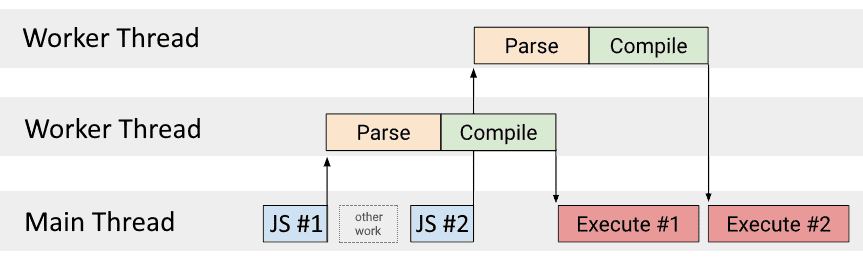 Worker Thread
Parse Compile
Worker Thread
Parse Compile
Main Thread
JS #1
other
work
JS #2
Execute #1
Execute #2